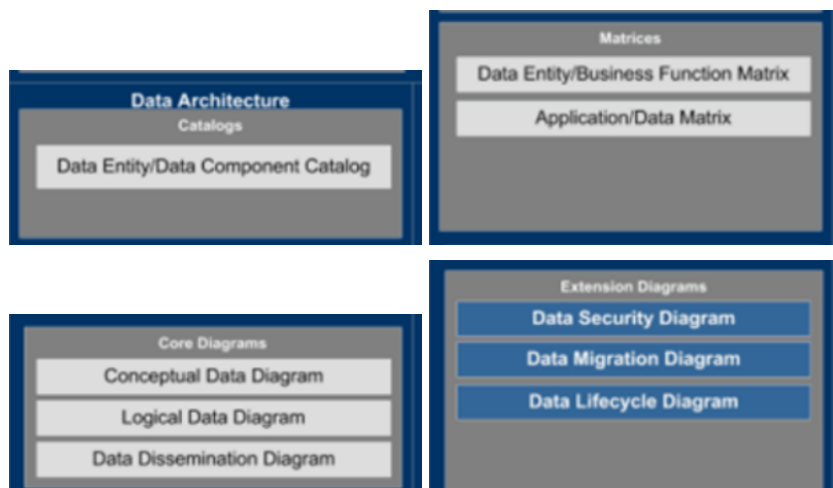 Data Architecture
Catalogs
Data Entity/Data Component Catalog
Matrices
Data Entity/Business Function Matrix
Application/Data Matrix
Core Diagrams
Conceptual Data Diagram
Logical Data Diagram
Data Dissemination Diagram
Extension Diagrams
Data Security Diagram
Data Migration Diagram
Data Lifecycle Diagram